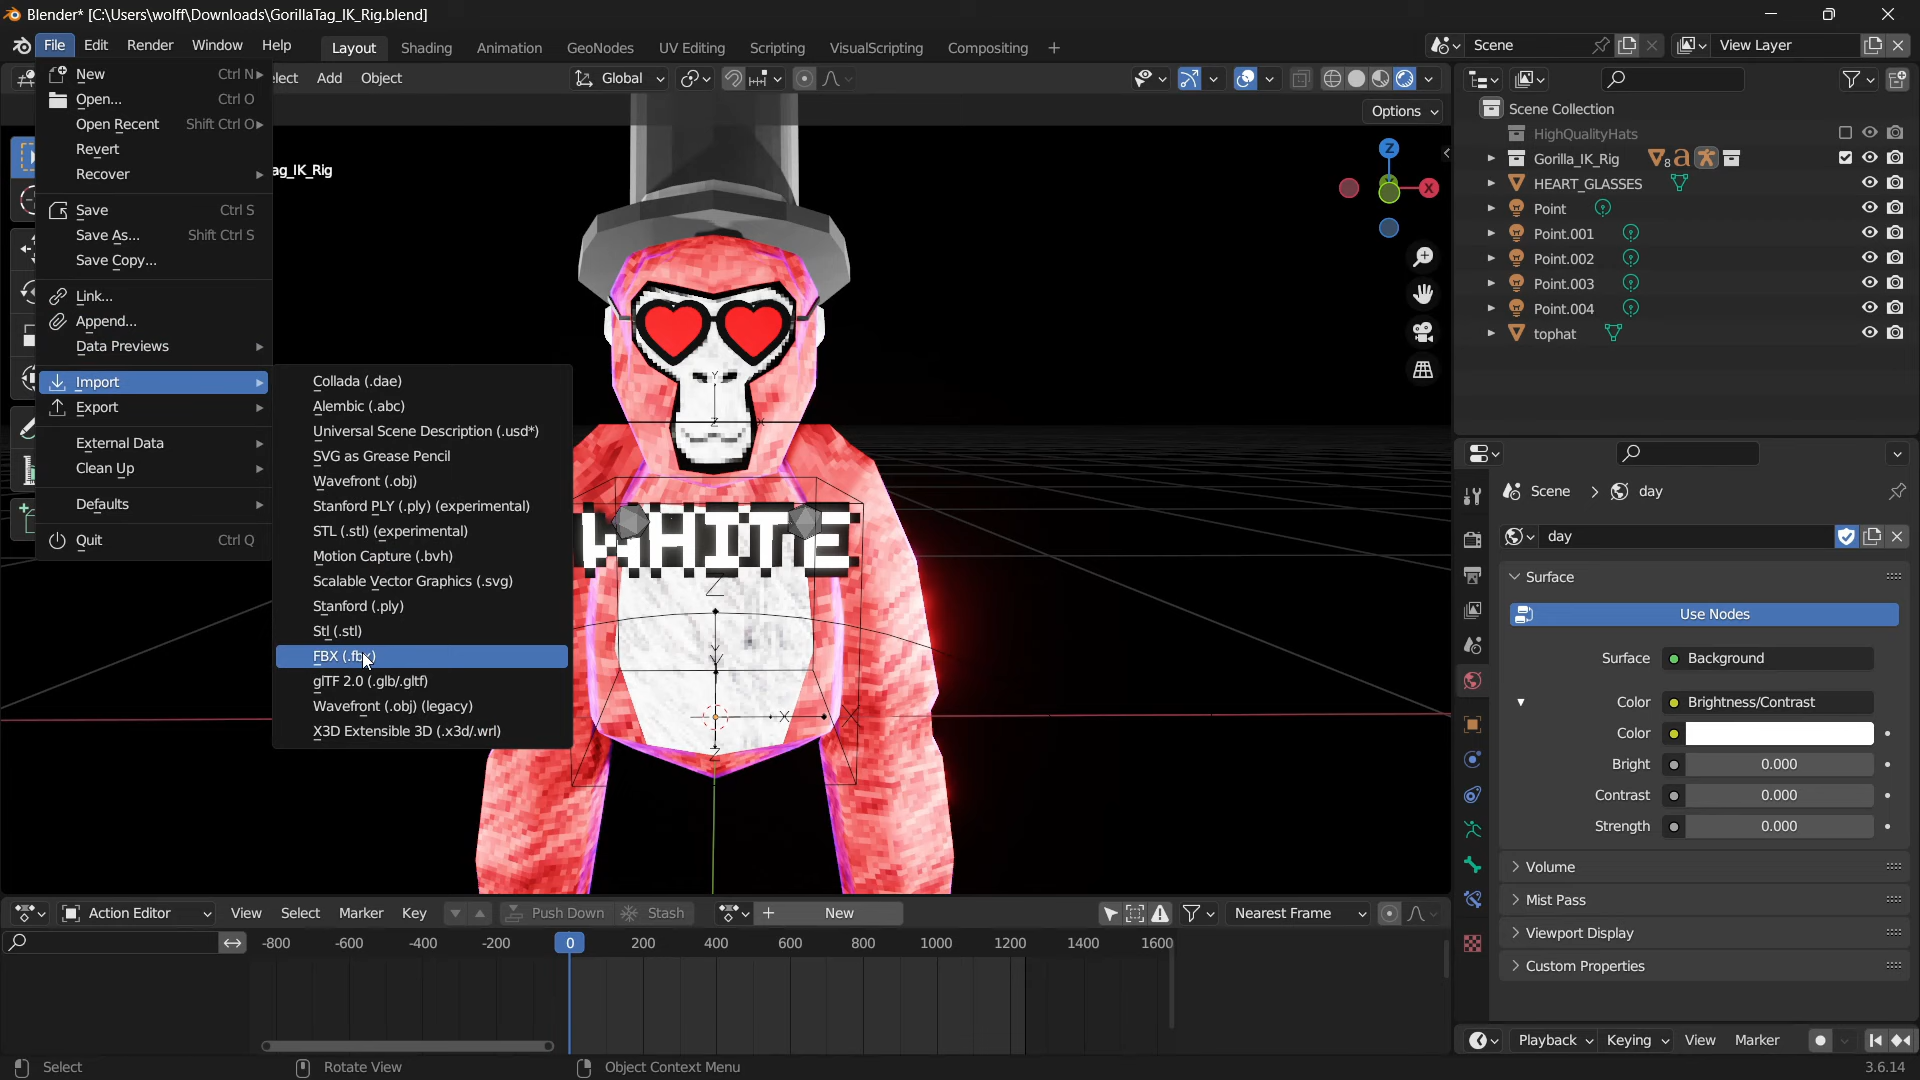 Blender* [C:\Users\wolff\Downloads\GorillaTag_IK_Rig.blend]
File Edit Render Window Help Layout Shading Animation GeoNodes UV Editing Scripting VisualScripting Compositing Scene View Layer
New Ctrl N
Open... Ctrl O
Open Recent Shift Ctrl O
Revert
Recover
Save Ctrl S
Save As... Shift Ctrl S
Save Copy...
Link...
Append...
Data Previews
Import
Export
External Data
Clean Up
Defaults
Quit Ctrl Q
Collada (.dae)
Alembic (.abc)
Universal Scene Description (.usd*)
SVG as Grease Pencil
Wavefront (.obj)
Stanford PLY (.ply) (experimental)
STL (.stl) (experimental)
Motion Capture (.bvh)
Scalable Vector Graphics (.svg)
Stanford (.ply)
Stl (.stl)
FBX (.fbx)
glTF 2.0 (.glb/.gltf)
Wavefront (.obj) (legacy)
X3D Extensible 3D (.x3d/.wrl)
lect Add Object Global
Options
ag_IK_Rig
Z
X
WHITE
Scene Collection
HighQualityHats
Gorilla_IK_Rig 8
HEART_GLASSES
Point
Point.001
Point.002
Point.003
Point.004
tophat
Scene day
day
Surface
Use Nodes
Surface Background
Color Brightness/Contrast
Color
Bright 0.000
Contrast 0.000
Strength 0.000
Volume
Mist Pass
Viewport Display
Custom Properties
Action Editor View Select Marker Key Push Down Stash New Nearest Frame
-800 -600 -400 -200 0 200 400 600 800 1000 1200 1400 1600
Playback Keying View Marker
Select Rotate View Object Context Menu 3.6.14